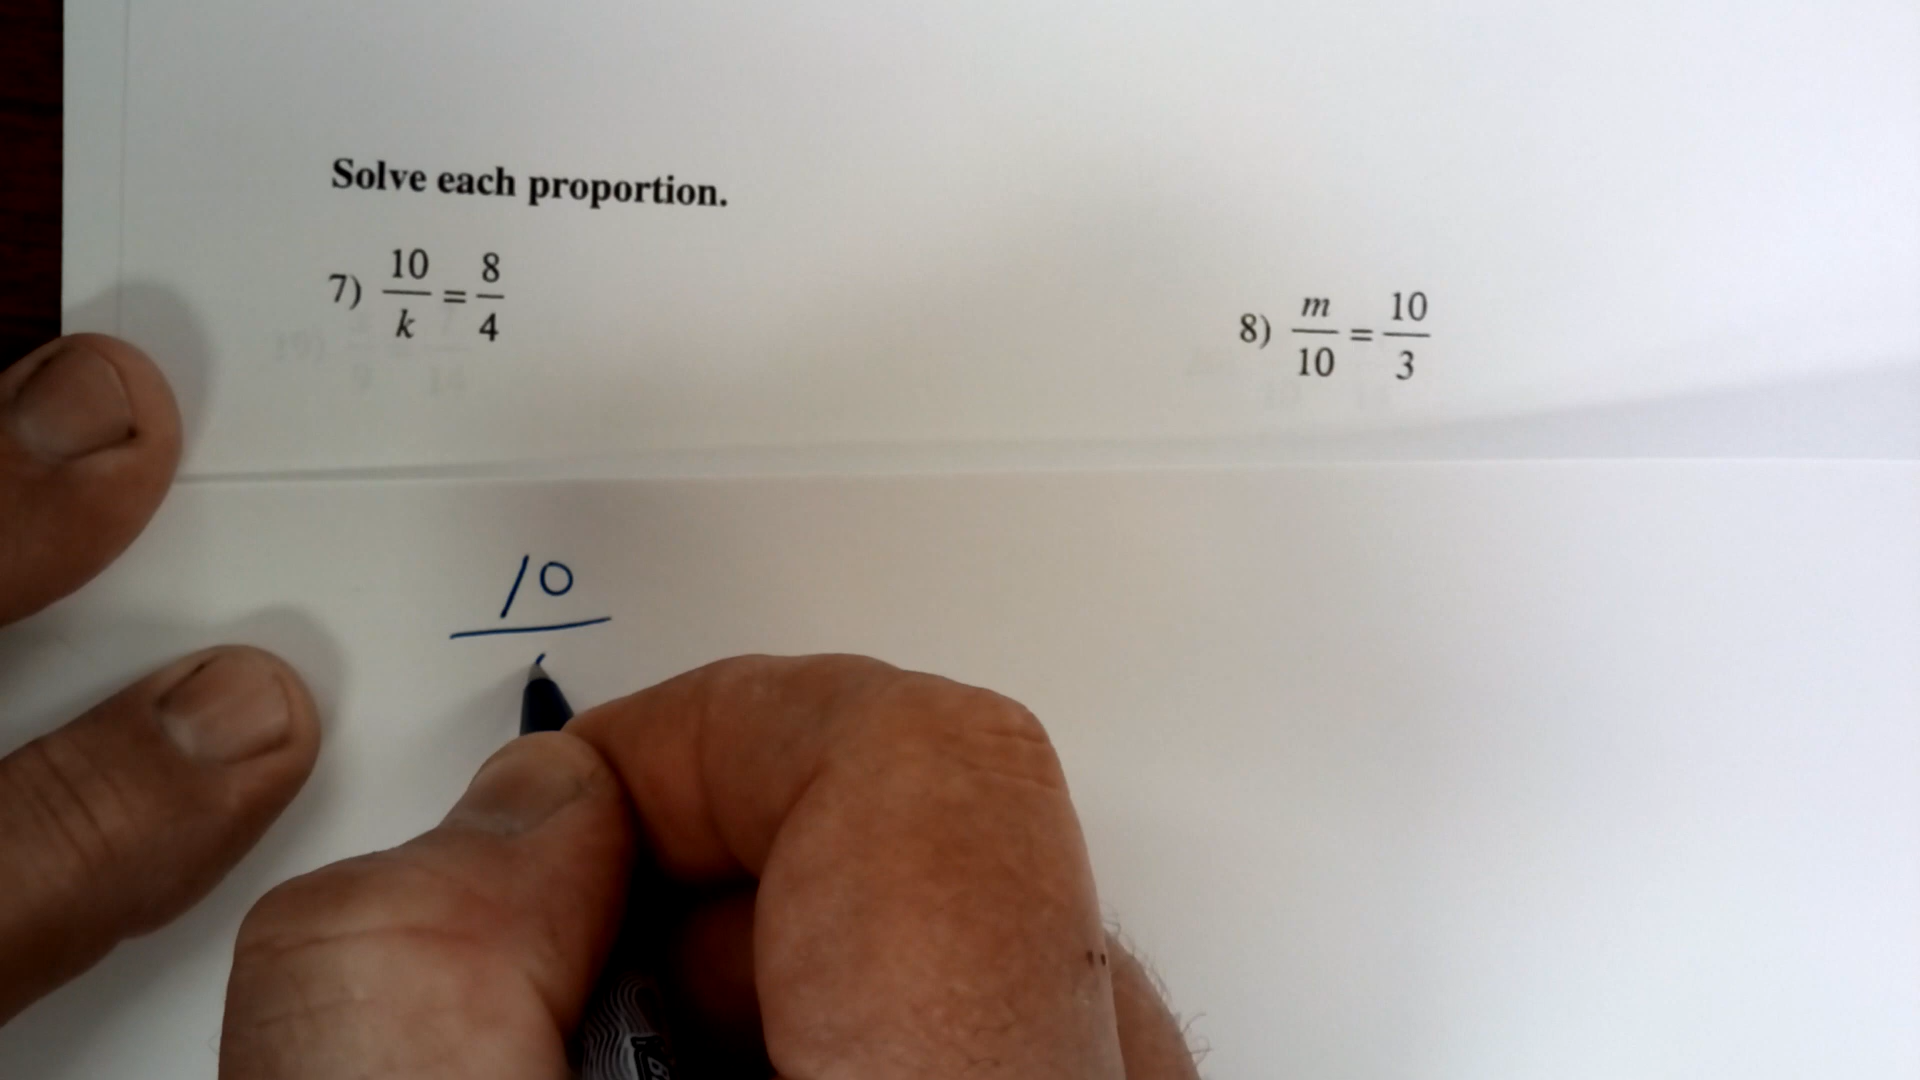 Solve each proportion.
7) 10/k = 8/4
8) m/10 = 10/3
10